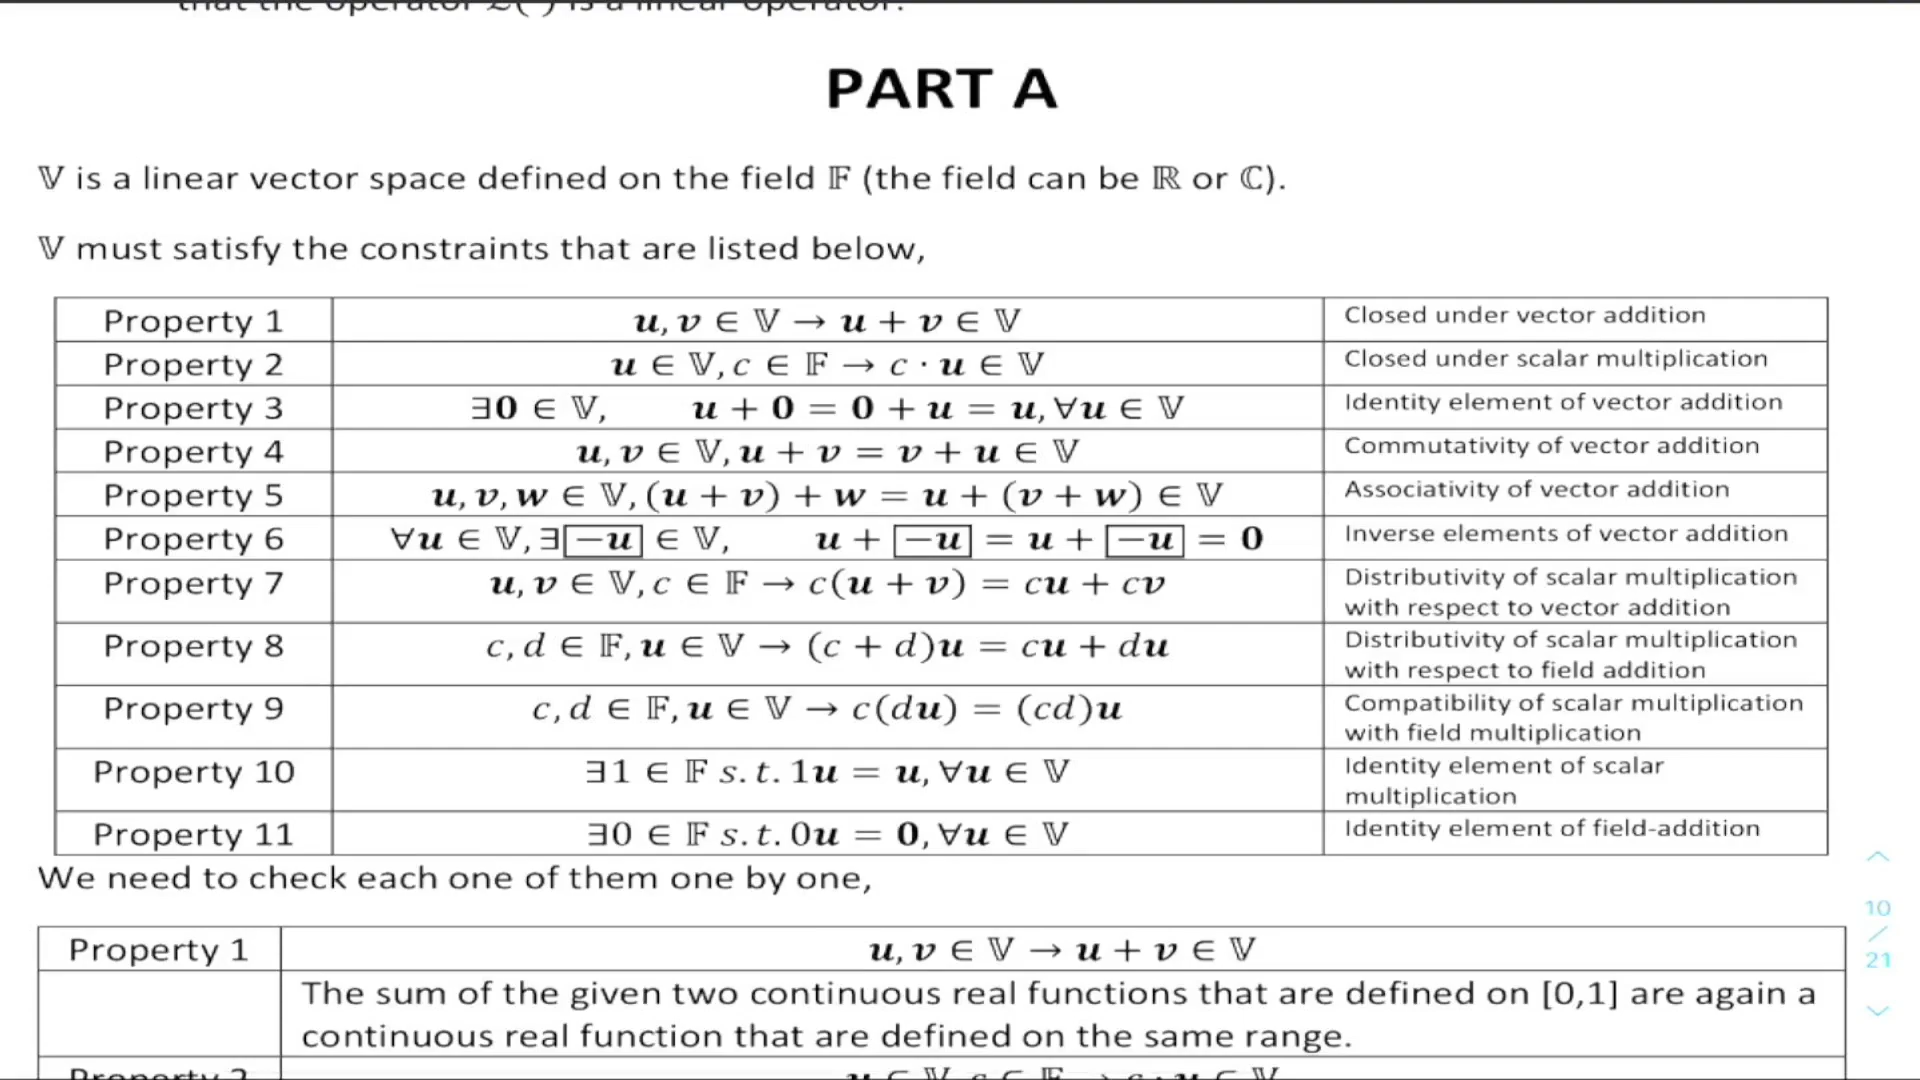 that the operator ℒ( ) is a linear operator.
PART A
𝕍 is a linear vector space defined on the field 𝔽 (the field can be ℝ or ℂ).
𝕍 must satisfy the constraints that are listed below,
Property 1 u, v ∈ 𝕍 → u + v ∈ 𝕍 Closed under vector addition
Property 2 u ∈ 𝕍, c ∈ 𝔽 → c · u ∈ 𝕍 Closed under scalar multiplication
Property 3 ∃0 ∈ 𝕍, u + 0 = 0 + u = u, ∀u ∈ 𝕍 Identity element of vector addition
Property 4 u, v ∈ 𝕍, u + v = v + u ∈ 𝕍 Commutativity of vector addition
Property 5 u, v, w ∈ 𝕍, (u + v) + w = u + (v + w) ∈ 𝕍 Associativity of vector addition
Property 6 ∀u ∈ 𝕍, ∃ −u ∈ 𝕍, u + −u = u + −u = 0 Inverse elements of vector addition
Property 7 u, v ∈ 𝕍, c ∈ 𝔽 → c(u + v) = cu + cv Distributivity of scalar multiplication
with respect to vector addition
Property 8 c, d ∈ 𝔽, u ∈ 𝕍 → (c + d)u = cu + du Distributivity of scalar multiplication
with respect to field addition
Property 9 c, d ∈ 𝔽, u ∈ 𝕍 → c(du) = (cd)u Compatibility of scalar multiplication
with field multiplication
Property 10 ∃1 ∈ 𝔽 s.t. 1u = u, ∀u ∈ 𝕍 Identity element of scalar
multiplication
Property 11 ∃0 ∈ 𝔽 s.t. 0u = 0, ∀u ∈ 𝕍 Identity element of field-addition
We need to check each one of them one by one,
Property 1 u, v ∈ 𝕍 → u + v ∈ 𝕍
The sum of the given two continuous real functions that are defined on [0,1] are again a
continuous real function that are defined on the same range.
Property 2 u ∈ 𝕍, c ∈ 𝔽 → c · u ∈ 𝕍
10
/
21